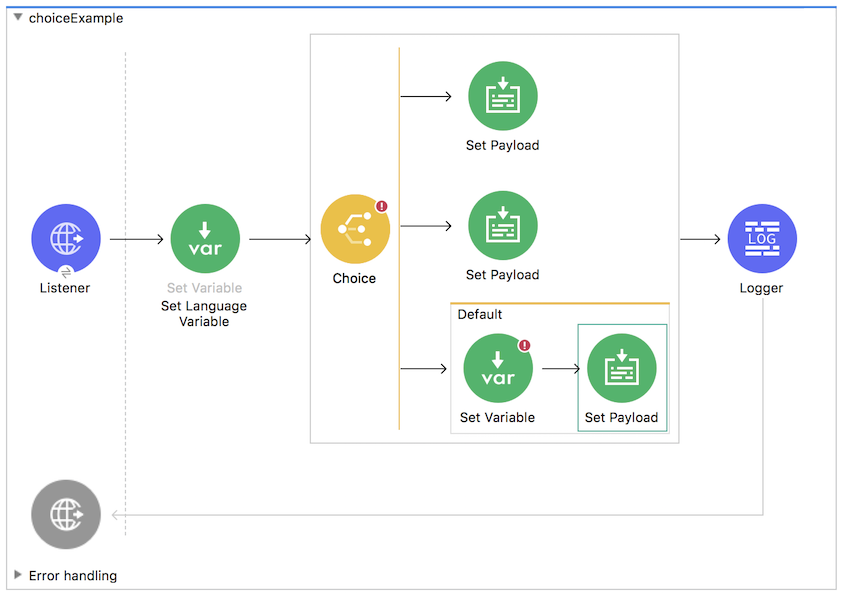 choiceExample
Set Payload
Set Payload
Listener
var
Set Variable
Set Language
Variable
Choice
LOG
Logger
Default
var
Set Variable
Set Payload
Error handling